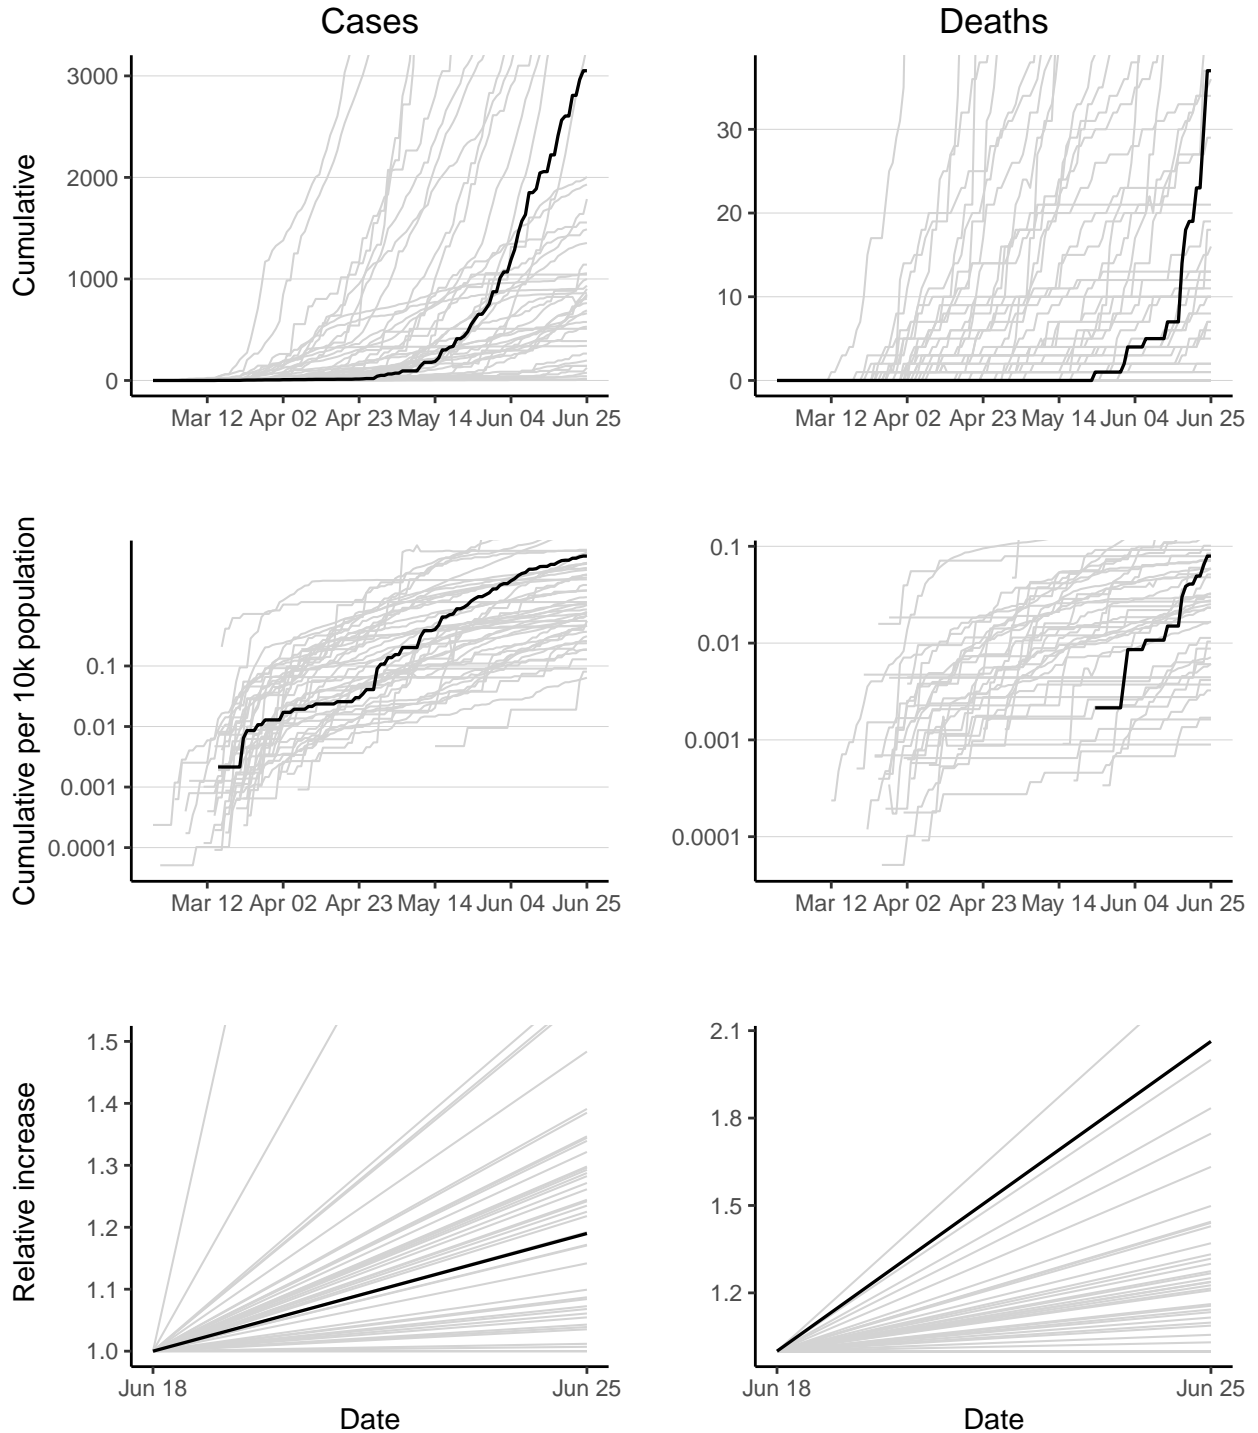 Cases
Deaths
Cumulative
3000
2000
1000
0
Mar 12 Apr 02 Apr 23 May 14 Jun 04 Jun 25
30
20
10
0
Mar 12 Apr 02 Apr 23 May 14 Jun 04 Jun 25
Cumulative per 10k population
0.1
0.01
0.001
0.0001
Mar 12 Apr 02 Apr 23 May 14 Jun 04 Jun 25
0.1
0.01
0.001
0.0001
Mar 12 Apr 02 Apr 23 May 14 Jun 04 Jun 25
Relative increase
1.5
1.4
1.3
1.2
1.1
1.0
Jun 18 Jun 25
Date
2.1
1.8
1.5
1.2
Jun 18 Jun 25
Date